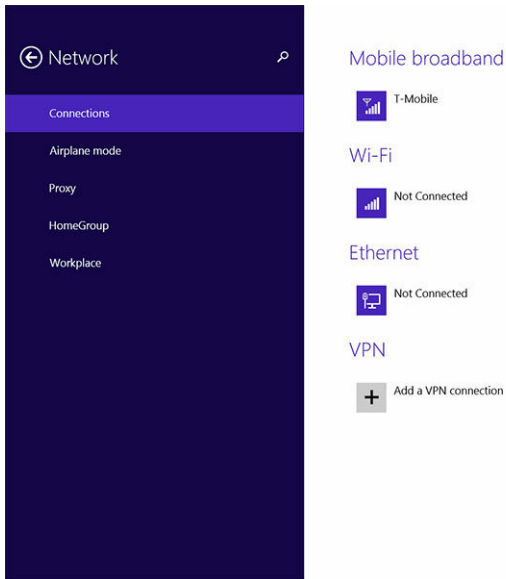 Network
Connections
Airplane mode
Proxy
HomeGroup
Workplace
Mobile broadband
T-Mobile
Wi-Fi
Not Connected
Ethernet
Not Connected
VPN
Add a VPN connection